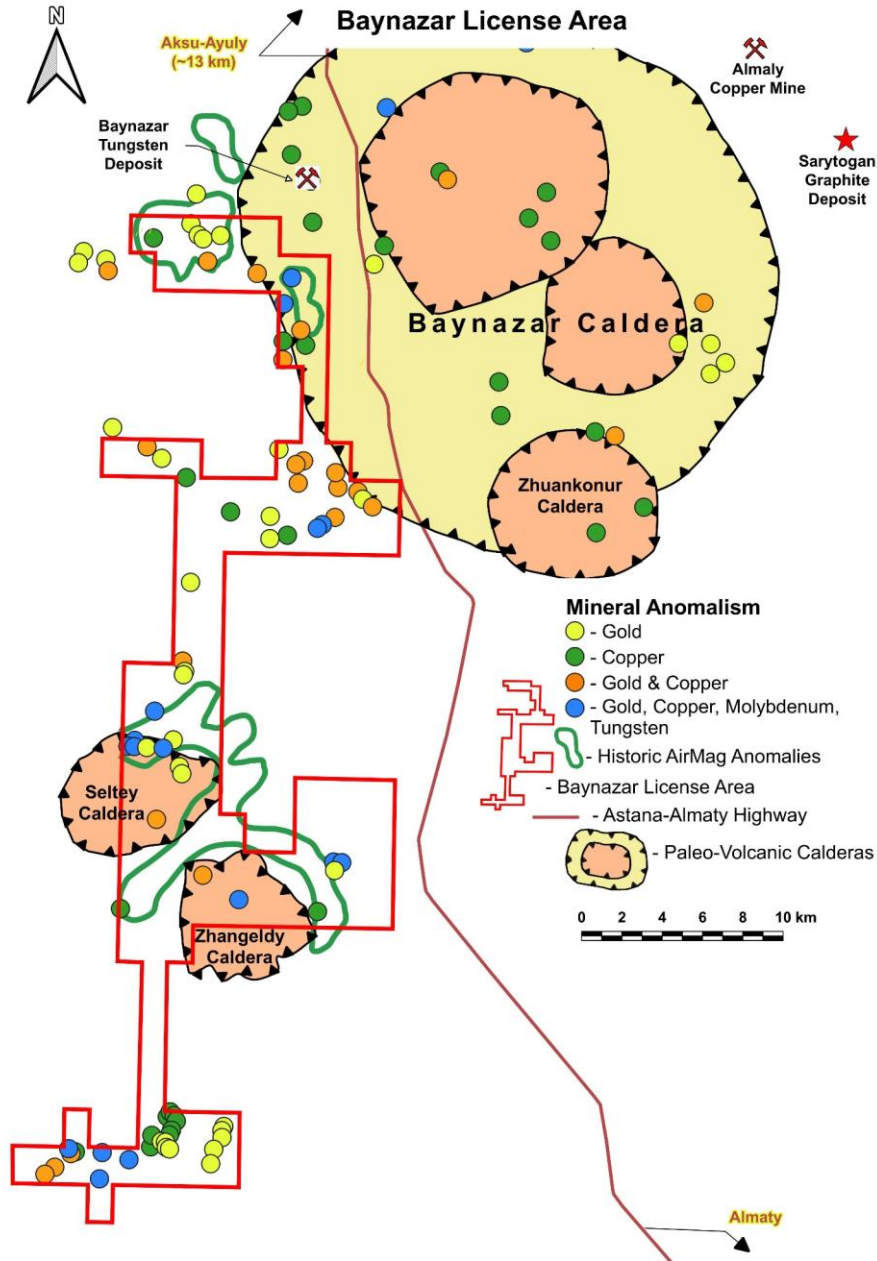 Baynazar License Area
N
Aksu-Ayuly
(~13 km)
Almaly
Copper Mine
Baynazar
Tungsten
Deposit
Sarytogan
Graphite
Deposit
Baynazar Caldera
Zhuankonur
Caldera
Mineral Anomalism
- Gold
- Copper
- Gold & Copper
- Gold, Copper, Molybdenum,
Tungsten
- Historic AirMag Anomalies
- Baynazar License Area
- Astana-Almaty Highway
- Paleo-Volcanic Calderas
0 2 4 6 8 10 km
Seltey
Caldera
Zhangeldy
Caldera
Almaty